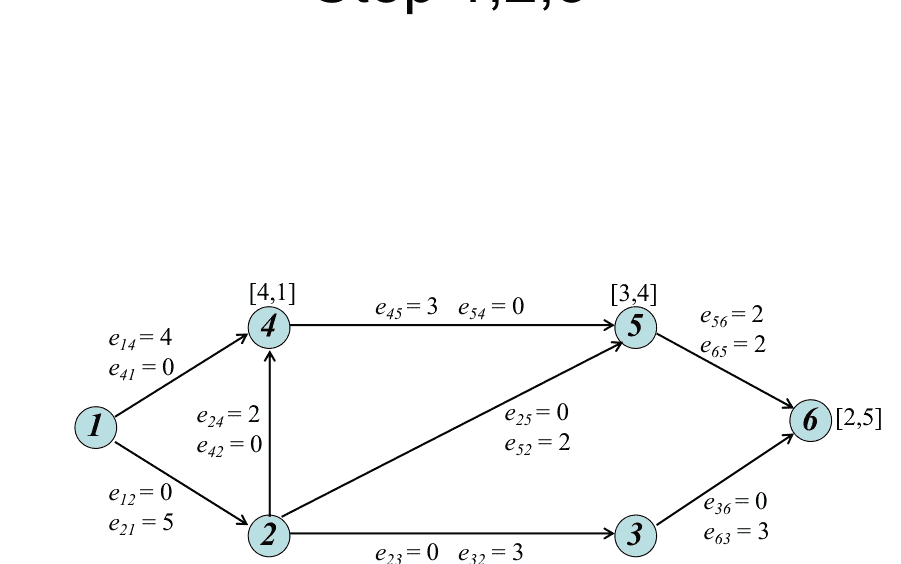 [4,1]
[3,4]
e45 = 3 e54 = 0
e56 = 2
e65 = 2
4
5
e14 = 4
e41 = 0
e24 = 2
e42 = 0
e25 = 0
e52 = 2
1
6
[2,5]
e12 = 0
e21 = 5
e36 = 0
e63 = 3
2
3
e23 = 0 e32 = 3